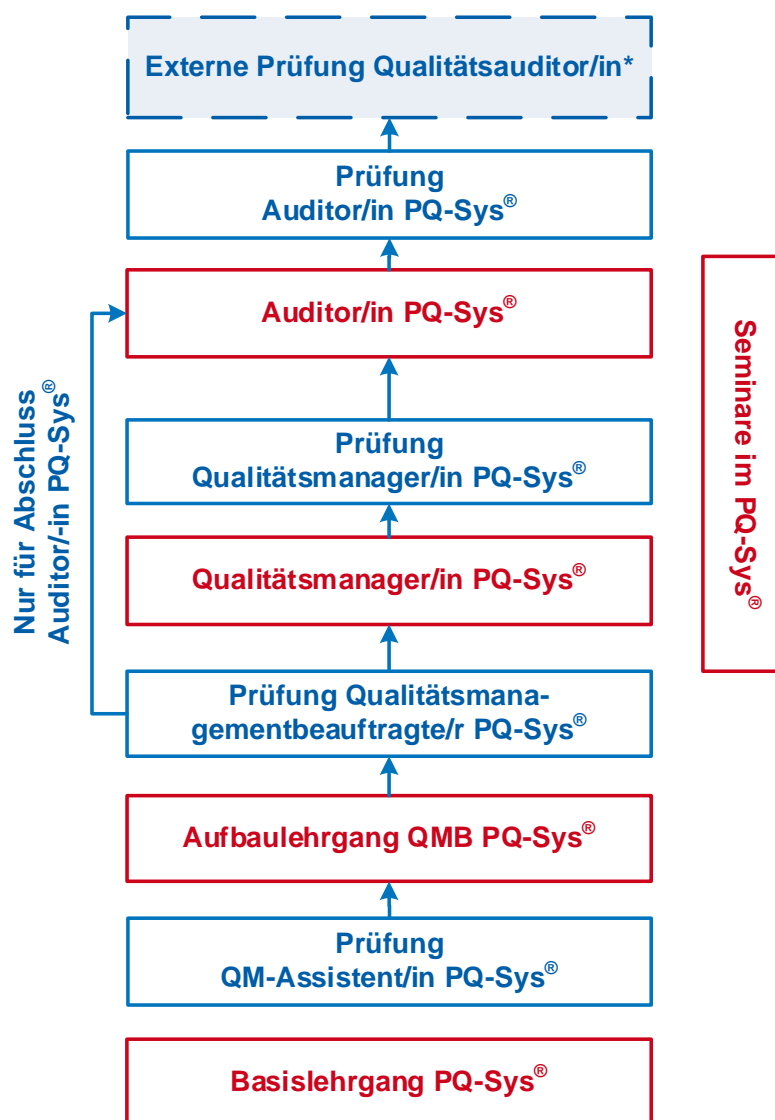 Externe Prüfung Qualitätsauditor/in*
Prüfung
Auditor/in PQ-Sys®
Auditor/in PQ-Sys®
Prüfung
Qualitätsmanager/in PQ-Sys®
Qualitätsmanager/in PQ-Sys®
Prüfung Qualitätsmana-
gementbeauftragte/r PQ-Sys®
Aufbaulehrgang QMB PQ-Sys®
Prüfung
QM-Assistent/in PQ-Sys®
Basislehrgang PQ-Sys®
Nur für Abschluss
Auditor/-in PQ-Sys®
Seminare im PQ-Sys®